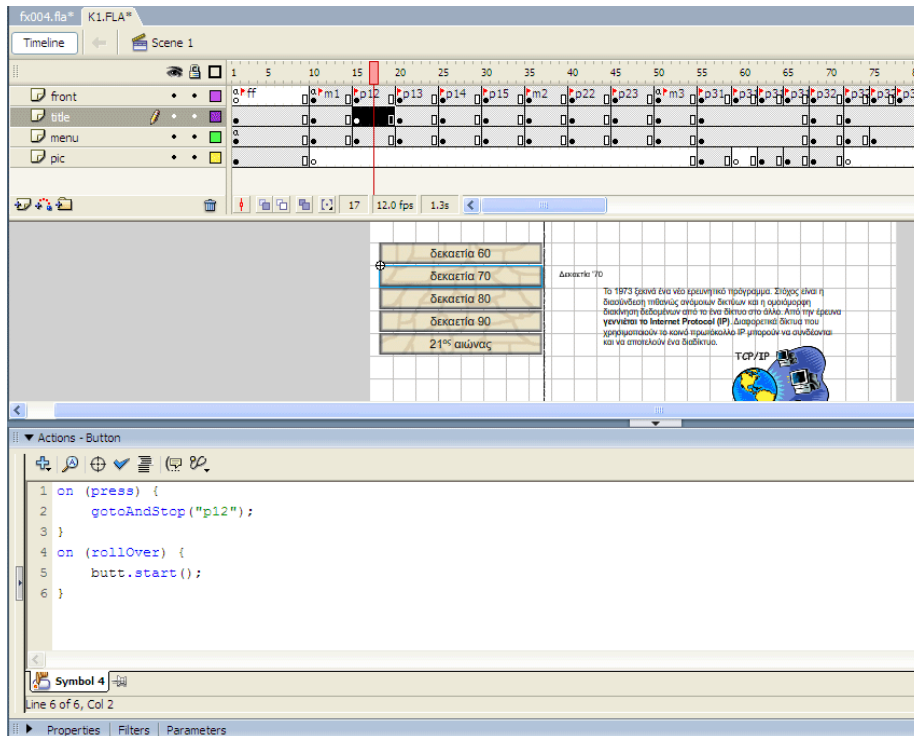 fx004.fla* K1.FLA*
Timeline Scene 1
1 5 10 15 20 25 30 35 40 45 50 55 60 65 70 75 8
front ff m1 p12 p13 p14 p15 m2 p22 p23 m3 p31 p32
title
menu
pic
17 12.0 fps 1.3s
δεκαετία 60
δεκαετία 70
δεκαετία 80
δεκαετία 90
21ος αιώνας
Δεκαετία '70
Το 1973 ξεκινά ένα νέο ερευνητικό πρόγραμμα. Στόχος είναι η
διασύνδεση πιθανώς ανόμοιων δικτύων και η ομοιόμορφη
διακίνηση δεδομένων από το ένα δίκτυο στο άλλο. Από την έρευνα
γεννιέται το Internet Protocol (IP). Διαφορετικά δίκτυα που
χρησιμοποιούν το κοινό πρωτόκολλο IP μπορούν να συνδέονται
και να αποτελούν ένα διαδίκτυο.
TCP/IP
Actions - Button
1 on (press) {
2 gotoAndStop("p12");
3 }
4 on (rollOver) {
5 butt.start();
6 }
Symbol 4
Line 6 of 6, Col 2
Properties Filters Parameters